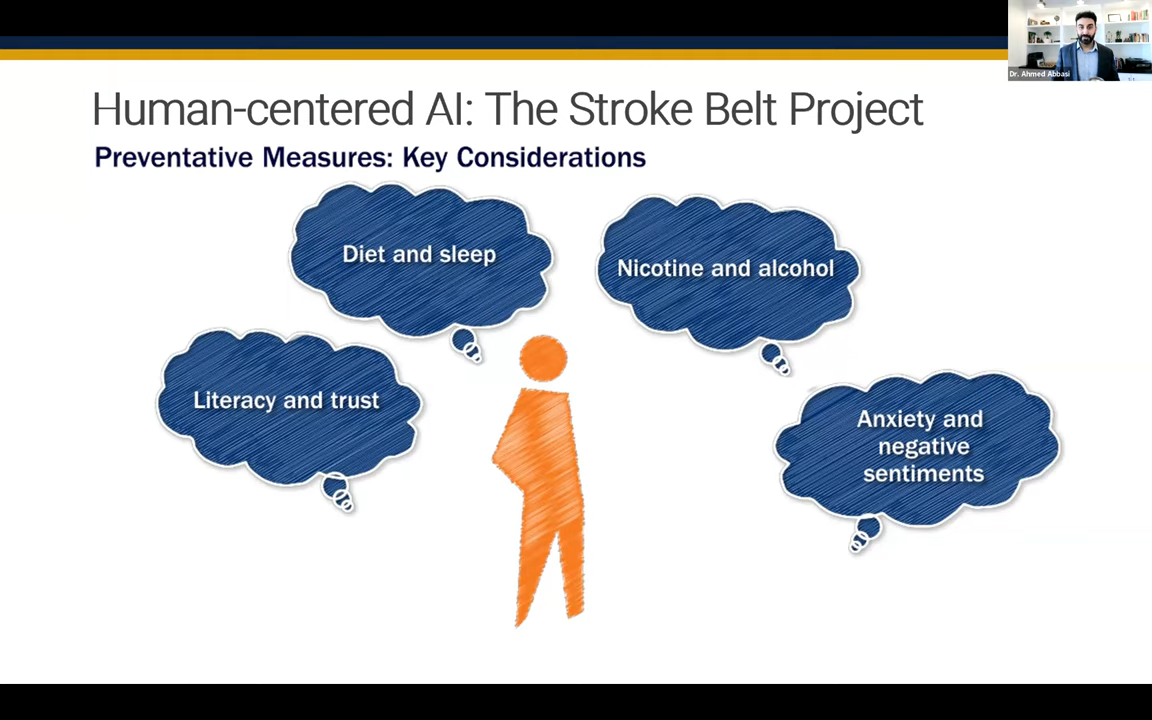 Dr. Ahmed Abbasi
Human-centered AI: The Stroke Belt Project
Preventative Measures: Key Considerations
Diet and sleep
Nicotine and alcohol
Literacy and trust
Anxiety and
negative
sentiments